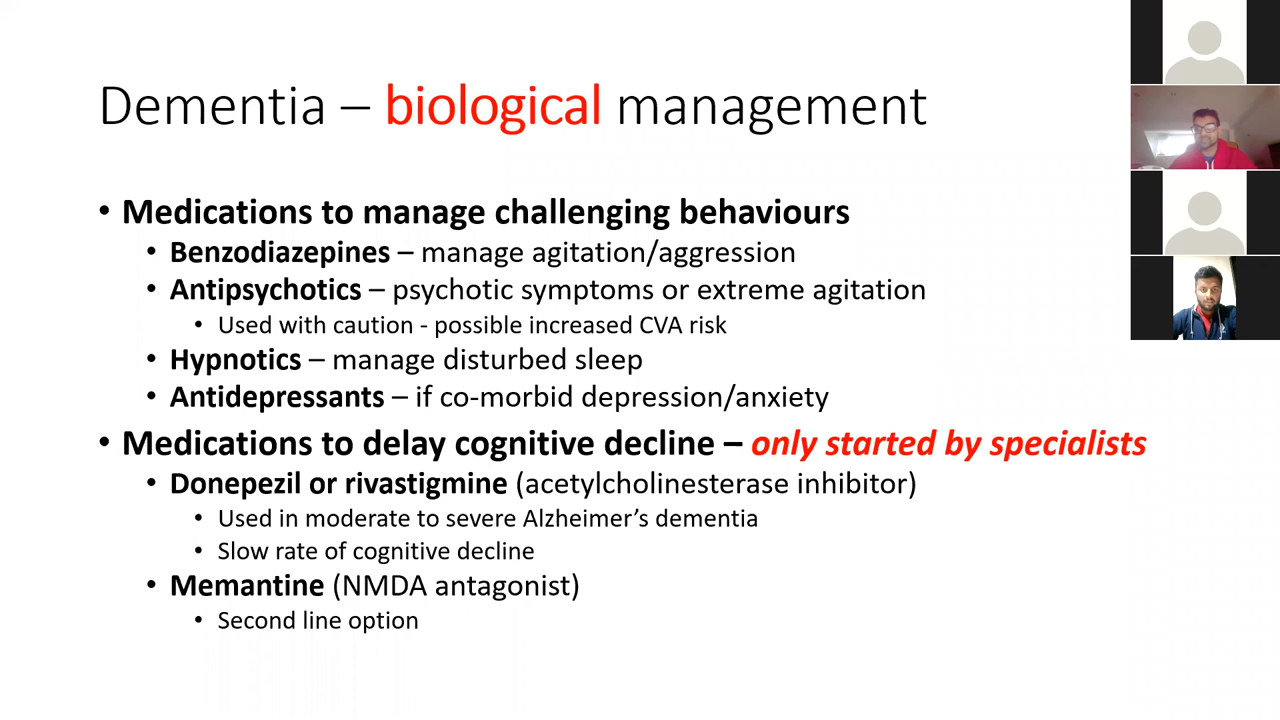 Dementia – biological management
• Medications to manage challenging behaviours
• Benzodiazepines – manage agitation/aggression
• Antipsychotics – psychotic symptoms or extreme agitation
• Used with caution - possible increased CVA risk
• Hypnotics – manage disturbed sleep
• Antidepressants – if co-morbid depression/anxiety
• Medications to delay cognitive decline – only started by specialists
• Donepezil or rivastigmine (acetylcholinesterase inhibitor)
• Used in moderate to severe Alzheimer's dementia
• Slow rate of cognitive decline
• Memantine (NMDA antagonist)
• Second line option